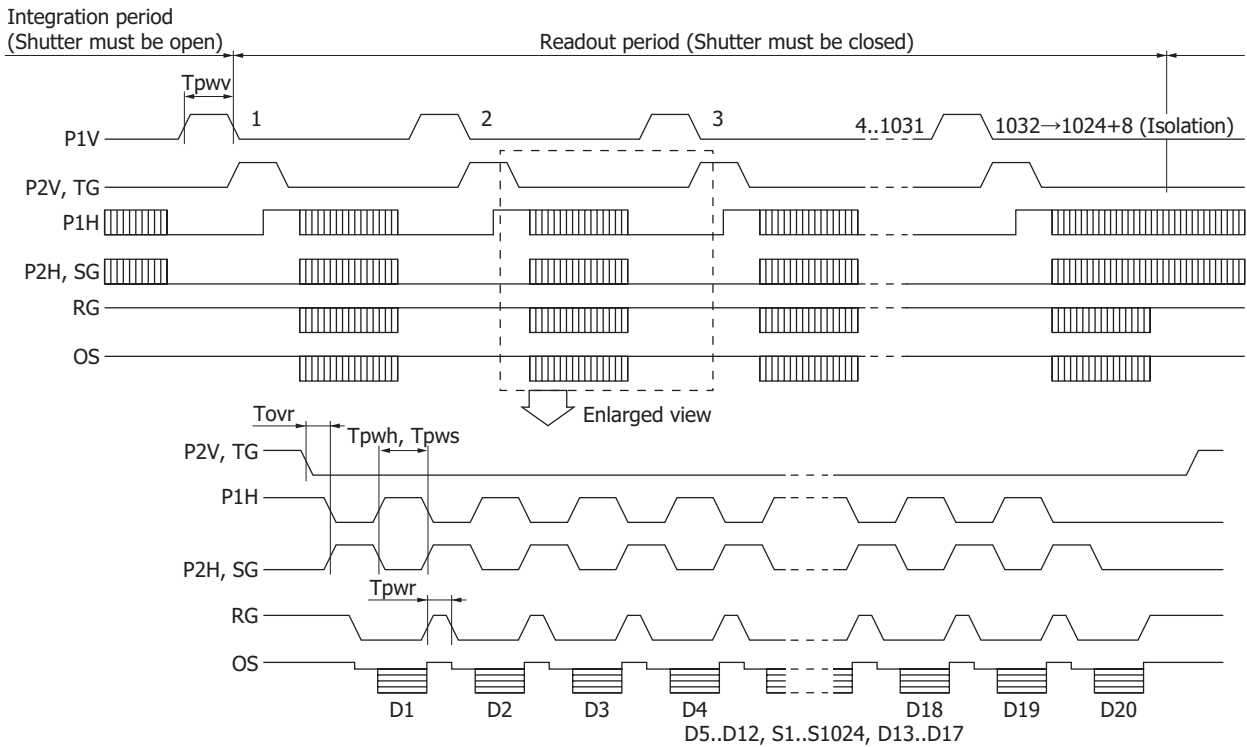 Integration period
(Shutter must be open)
Readout period (Shutter must be closed)
Tpwv
P1V
1
2
3
4..1031
1032→1024+8 (Isolation)
P2V, TG
P1H
P2H, SG
RG
OS
Enlarged view
Tovr
Tpwh, Tpws
P2V, TG
P1H
P2H, SG
Tpwr
RG
OS
D1
D2
D3
D4
D18
D19
D20
D5..D12, S1..S1024, D13..D17